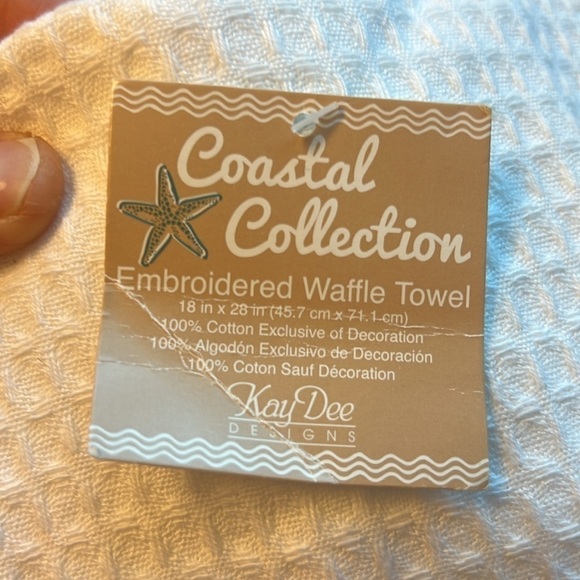 Coastal
Collection
Embroidered Waffle Towel
18 in x 28 in (45.7 cm x 71.1 cm)
100% Cotton Exclusive of Decoration
100% Algodón Exclusivo de Decoración
100% Coton Sauf Décoration
Kay Dee
DESIGNS